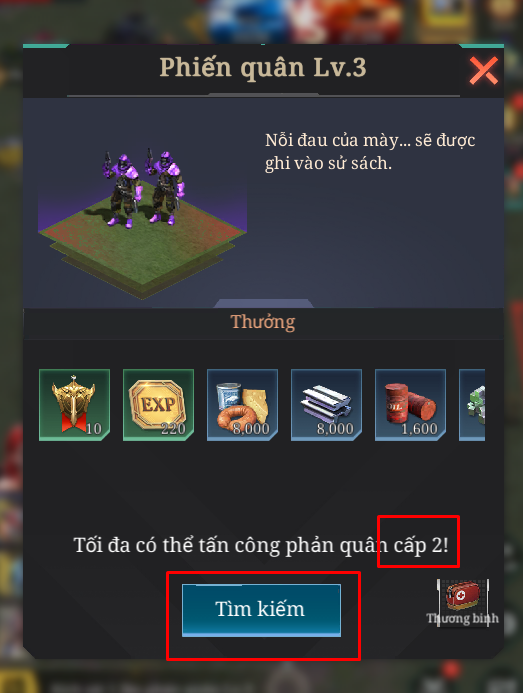 Phiến quân Lv.3
Nỗi đau của mày... sẽ được
ghi vào sử sách.
Thưởng
EXP
OIL
10
220
8,000
8,000
1,600
Tối đa có thể tấn công phản quân cấp 2!
Tìm kiếm
Thương binh